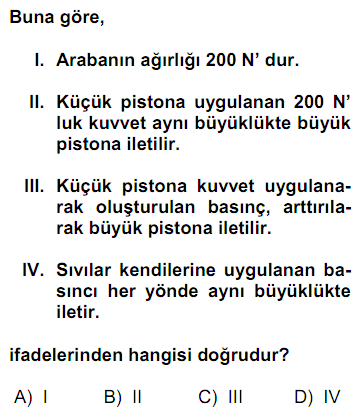 Buna göre,
I. Arabanın ağırlığı 200 N' dur.
II. Küçük pistona uygulanan 200 N'
luk kuvvet aynı büyüklükte büyük
pistona iletilir.
III. Küçük pistona kuvvet uygulana-
rak oluşturulan basınç, arttırıla-
rak büyük pistona iletilir.
IV. Sıvılar kendilerine uygulanan ba-
sıncı her yönde aynı büyüklükte
iletir.
ifadelerinden hangisi doğrudur?
A) I B) II C) III D) IV